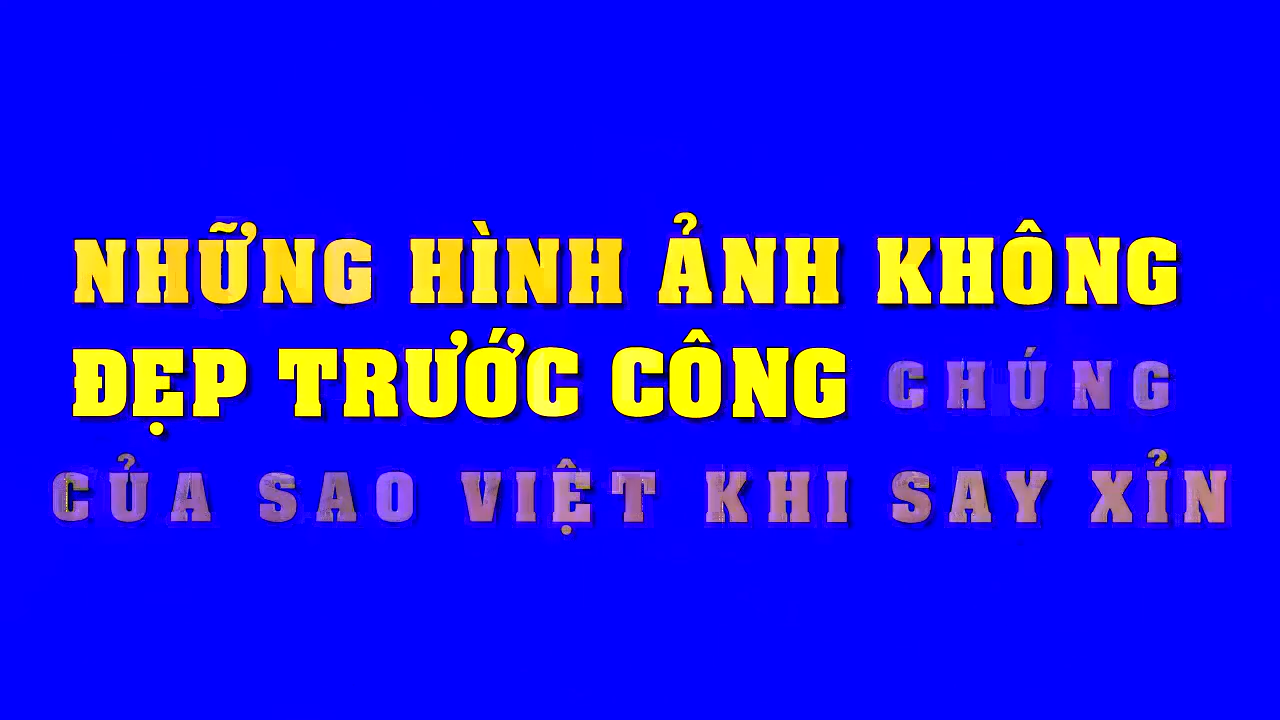 NHỮNG HÌNH ẢNH KHÔNG
ĐẸP TRƯỚC CÔNG CHÚNG
CỦA SAO VIỆT KHI SAY XỈN